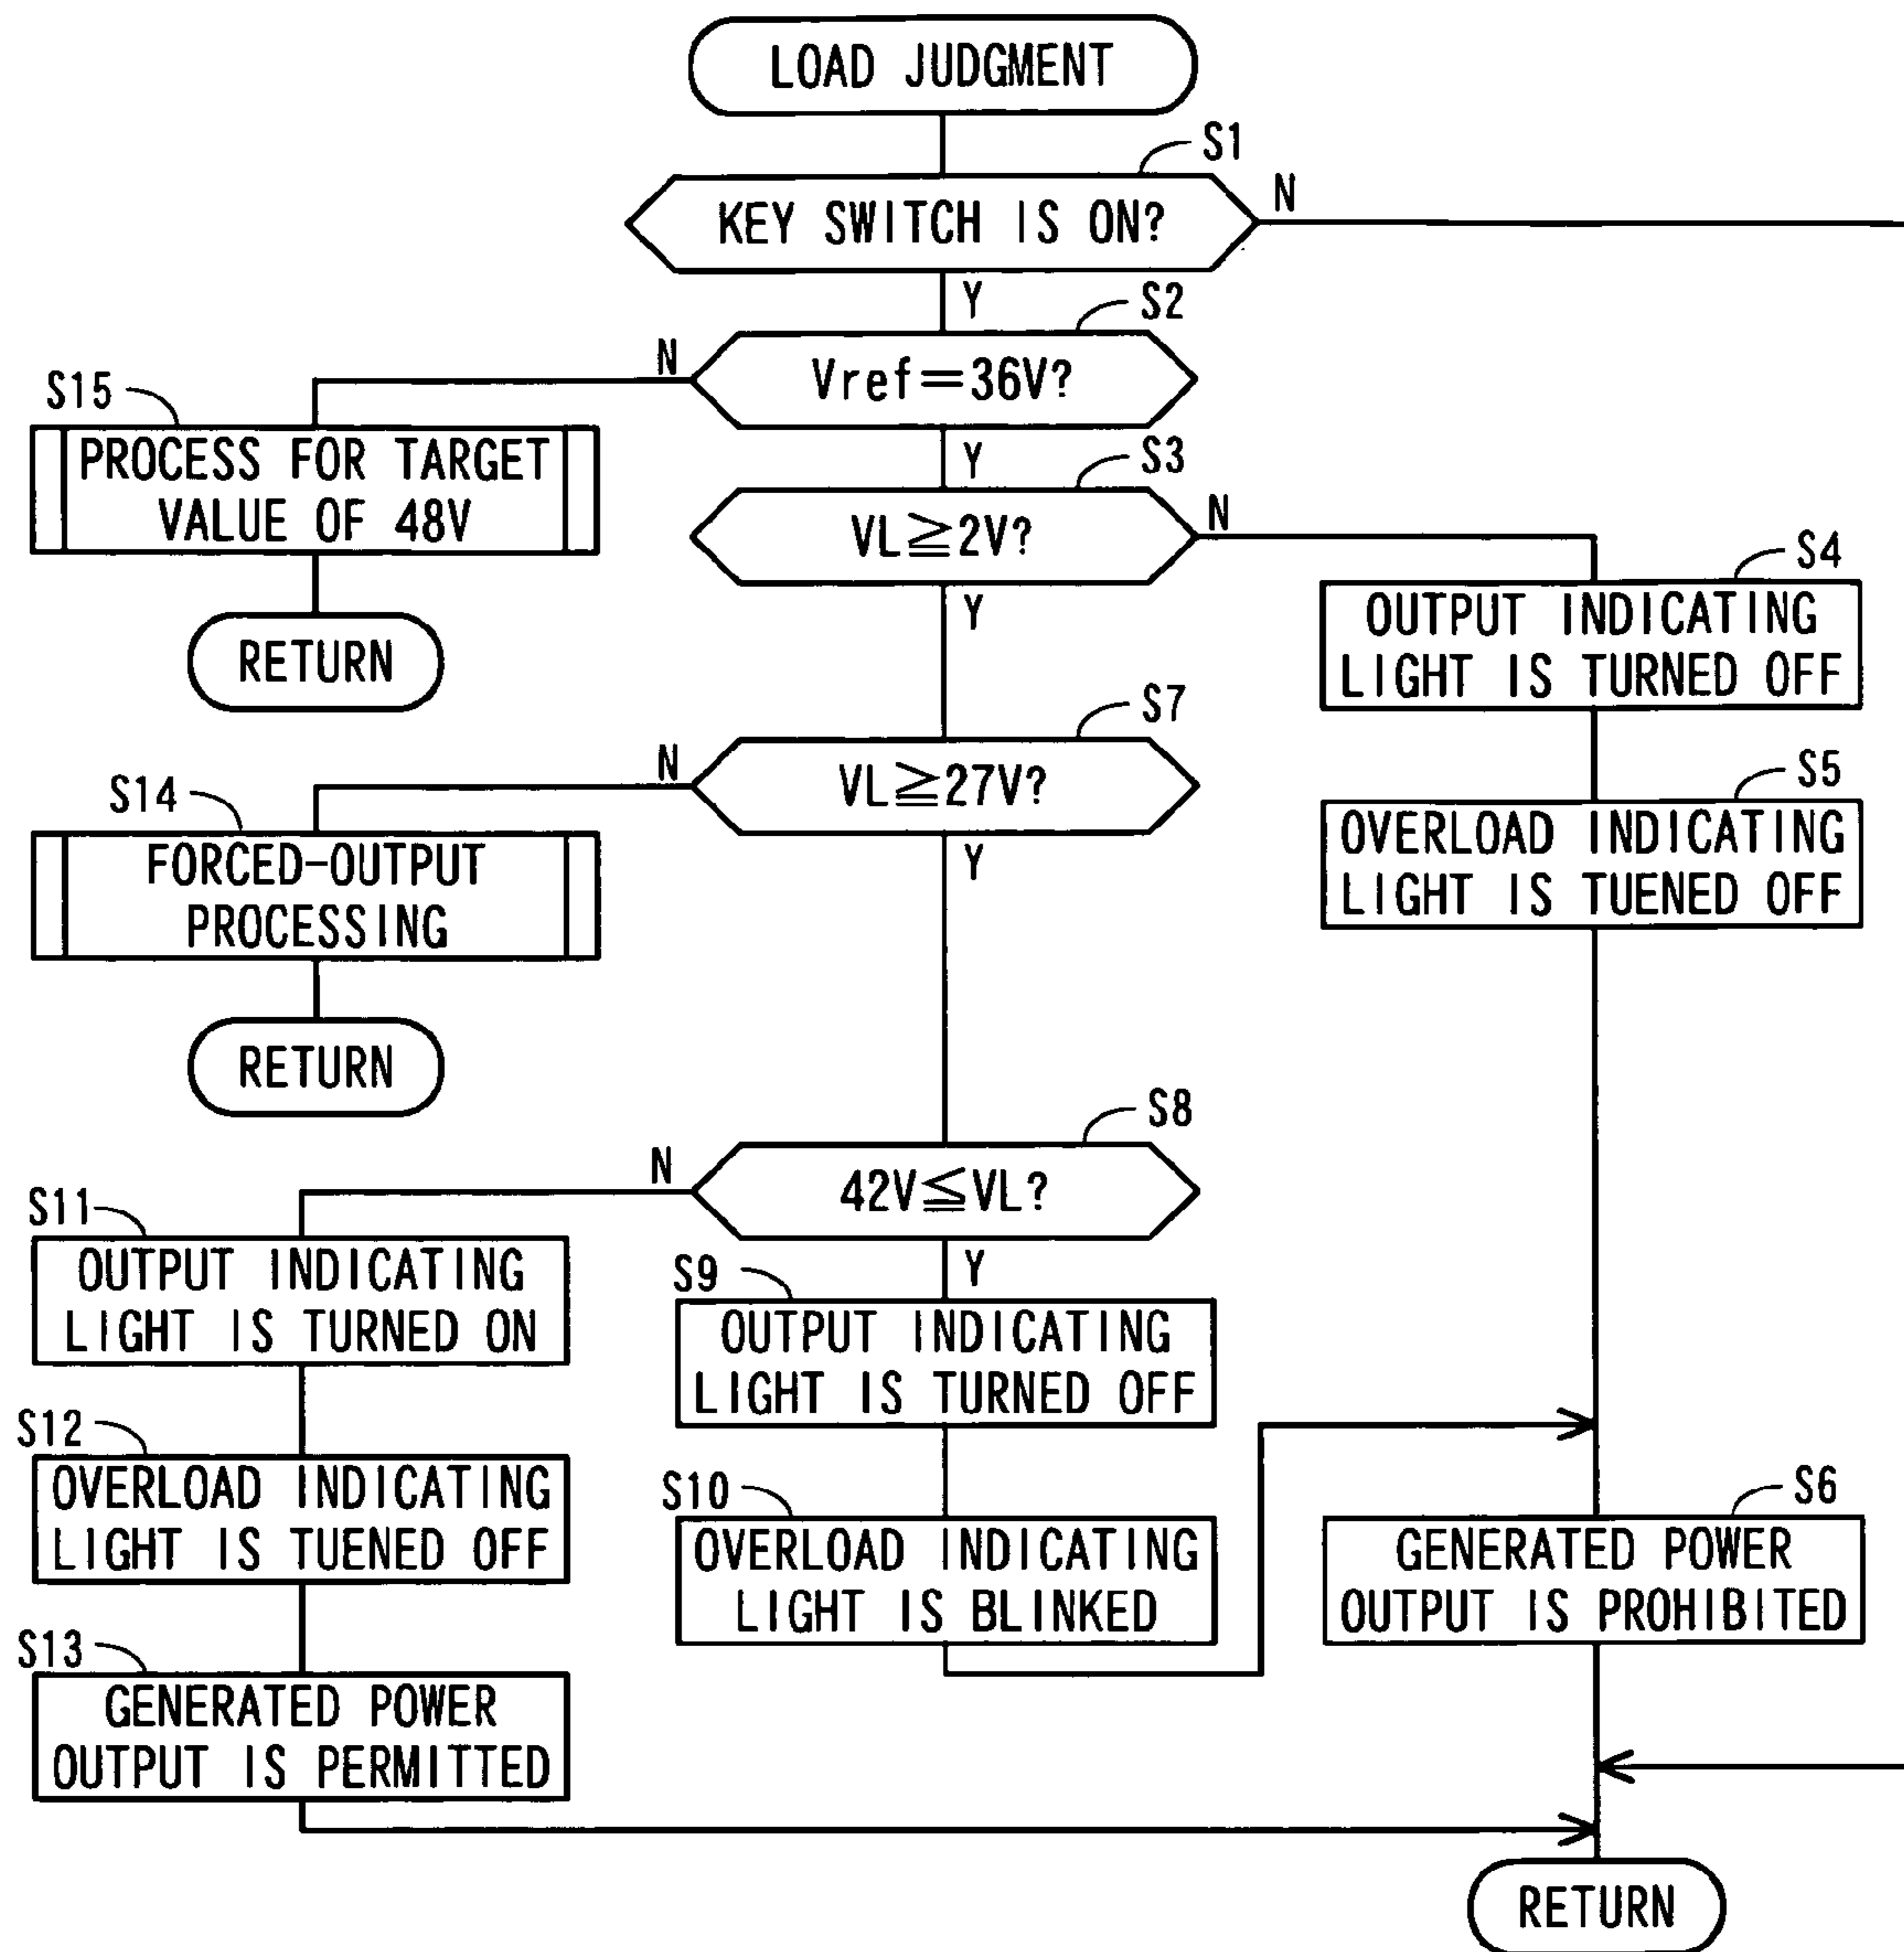 LOAD JUDGMENT
S1
KEY SWITCH IS ON?
N
Y
S2
Vref=36V?
N
Y
S15
PROCESS FOR TARGET
VALUE OF 48V
RETURN
S3
VL≧2V?
N
Y
S4
OUTPUT INDICATING
LIGHT IS TURNED OFF
S5
OVERLOAD INDICATING
LIGHT IS TUENED OFF
S7
VL≧27V?
N
Y
S14
FORCED-OUTPUT
PROCESSING
RETURN
S8
42V≦VL?
N
Y
S11
OUTPUT INDICATING
LIGHT IS TURNED ON
S12
OVERLOAD INDICATING
LIGHT IS TUENED OFF
S13
GENERATED POWER
OUTPUT IS PERMITTED
S9
OUTPUT INDICATING
LIGHT IS TURNED OFF
S10
OVERLOAD INDICATING
LIGHT IS BLINKED
S6
GENERATED POWER
OUTPUT IS PROHIBITED
RETURN